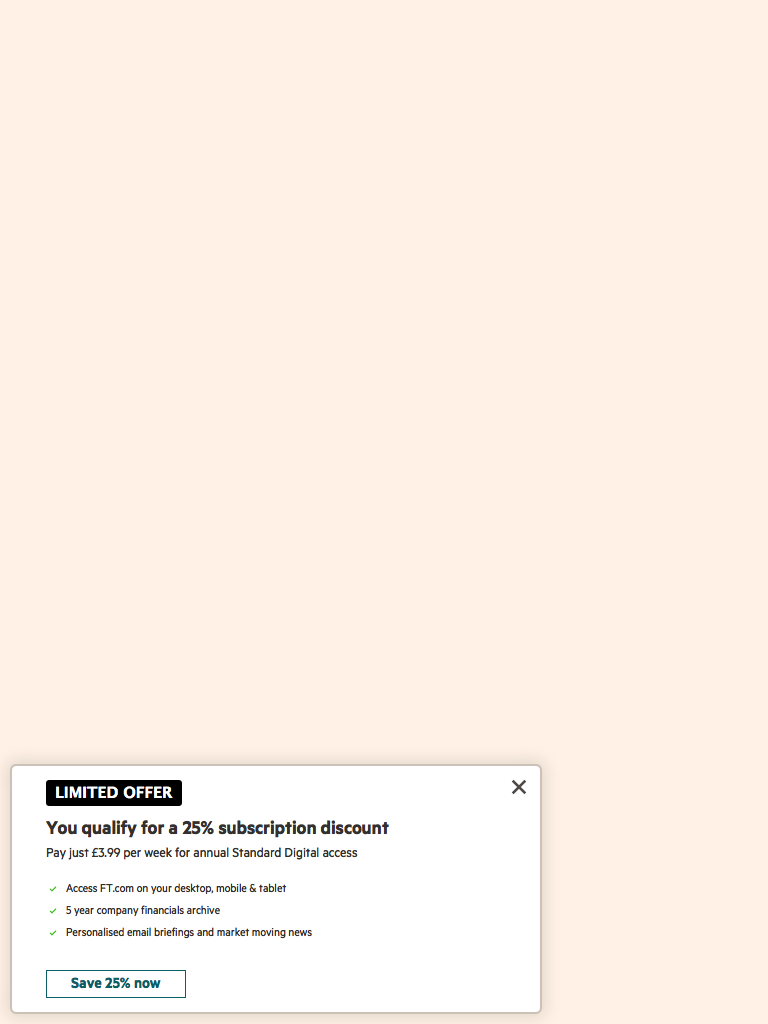 LIMITED OFFER
You qualify for a 25% subscription discount
Pay just £3.99 per week for annual Standard Digital access
Access FT.com on your desktop, mobile & tablet
5 year company financials archive
Personalised email briefings and market moving news
Save 25% now